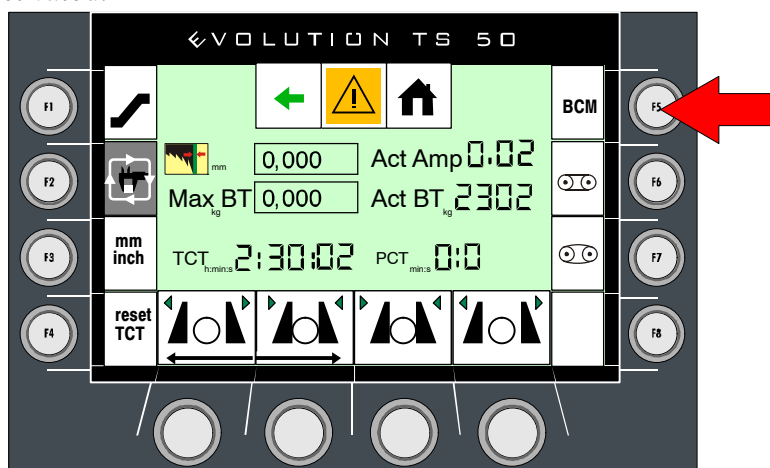 EVOLUTION TS 50
F1
BCM
F5
F2
mm
0,000
Act Amp 0.02
F6
Max BT kg
0,000
Act BT kg 2302
F3
mm
inch
TCT h:min:s 2:30:02
PCT min:s 0:0
F7
F4
reset
TCT
F8